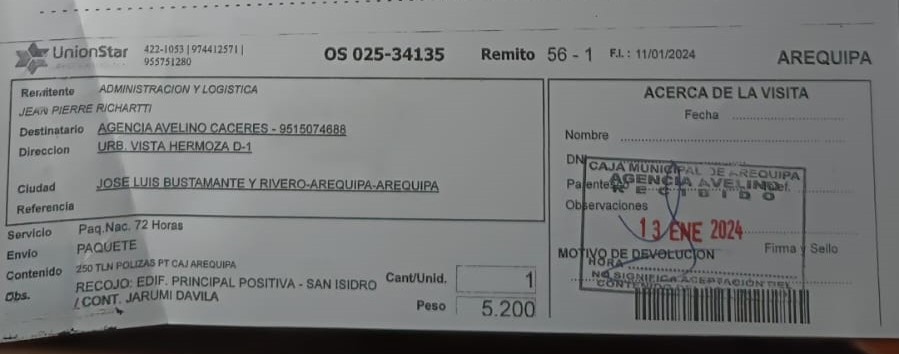 UnionStar
422-1053 | 974412571 |
955751280
OS 025-34135
Remito 56 - 1
F.I.: 11/01/2024
AREQUIPA
Remitente ADMINISTRACION Y LOGISTICA
JEAN PIERRE RICHARTTI
Destinatario AGENCIA AVELINO CACERES - 9515074688
Direccion URB. VISTA HERMOZA D-1
Ciudad JOSE LUIS BUSTAMANTE Y RIVERO-AREQUIPA-AREQUIPA
Referencia
Servicio Paq.Nac. 72 Horas
Envio PAQUETE
Contenido 250 TLN POLIZAS PT CAJ AREQUIPA
Obs. RECOJO: EDIF. PRINCIPAL POSITIVA - SAN ISIDRO
/ CONT. JARUMI DAVILA
Cant/Unid. 1
Peso 5.200
ACERCA DE LA VISITA
Fecha
Nombre
DN
CAJA MUNICIPAL DE AREQUIPA
AGENCIA AVELINO
RECIBIDO
Observaciones
13 ENE 2024
MOTIVO DE DEVOLUCION
Firma y Sello
HORA
NO SIGNIFICA ACEPTACION DEL